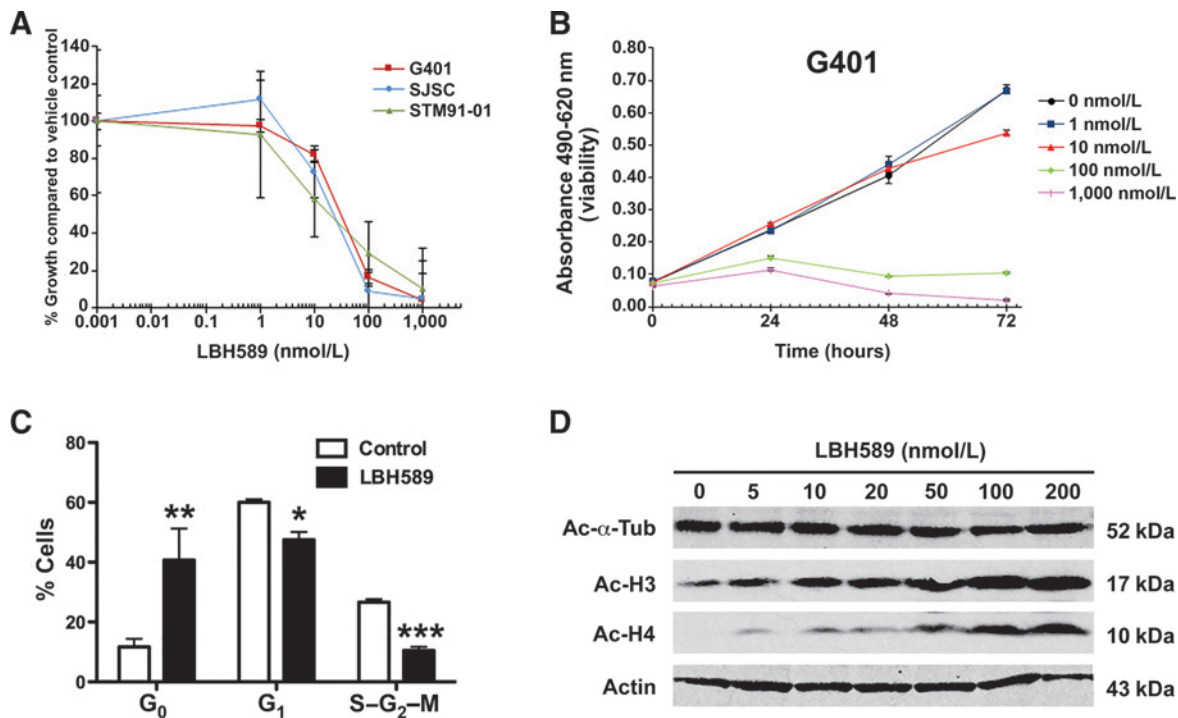 A
% Growth compared to vehicle control
140
120
100
80
60
40
20
0
0.001 0.01 0.1 1 10 100 1,000
LBH589 (nmol/L)
G401
SJSC
STM91-01
B
G401
Absorbance 490-620 nm
(viability)
0.80
0.70
0.60
0.50
0.40
0.30
0.20
0.10
0.00
0 24 48 72
Time (hours)
0 nmol/L
1 nmol/L
10 nmol/L
100 nmol/L
1,000 nmol/L
C
% Cells
80
60
40
20
0
Control
LBH589
** * ***
G₀ G₁ S–G₂–M
D
LBH589 (nmol/L)
0 5 10 20 50 100 200
Ac-α-Tub 52 kDa
Ac-H3 17 kDa
Ac-H4 10 kDa
Actin 43 kDa